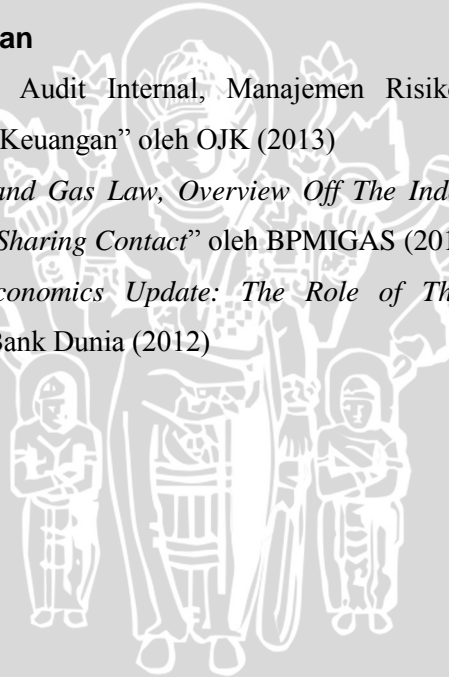 an
Audit Internal, Manajemen Risiko
Keuangan” oleh OJK (2013)
and Gas Law, Overview Off The Ind
Sharing Contact” oleh BPMIGAS (201
conomics Update: The Role of Th
Bank Dunia (2012)